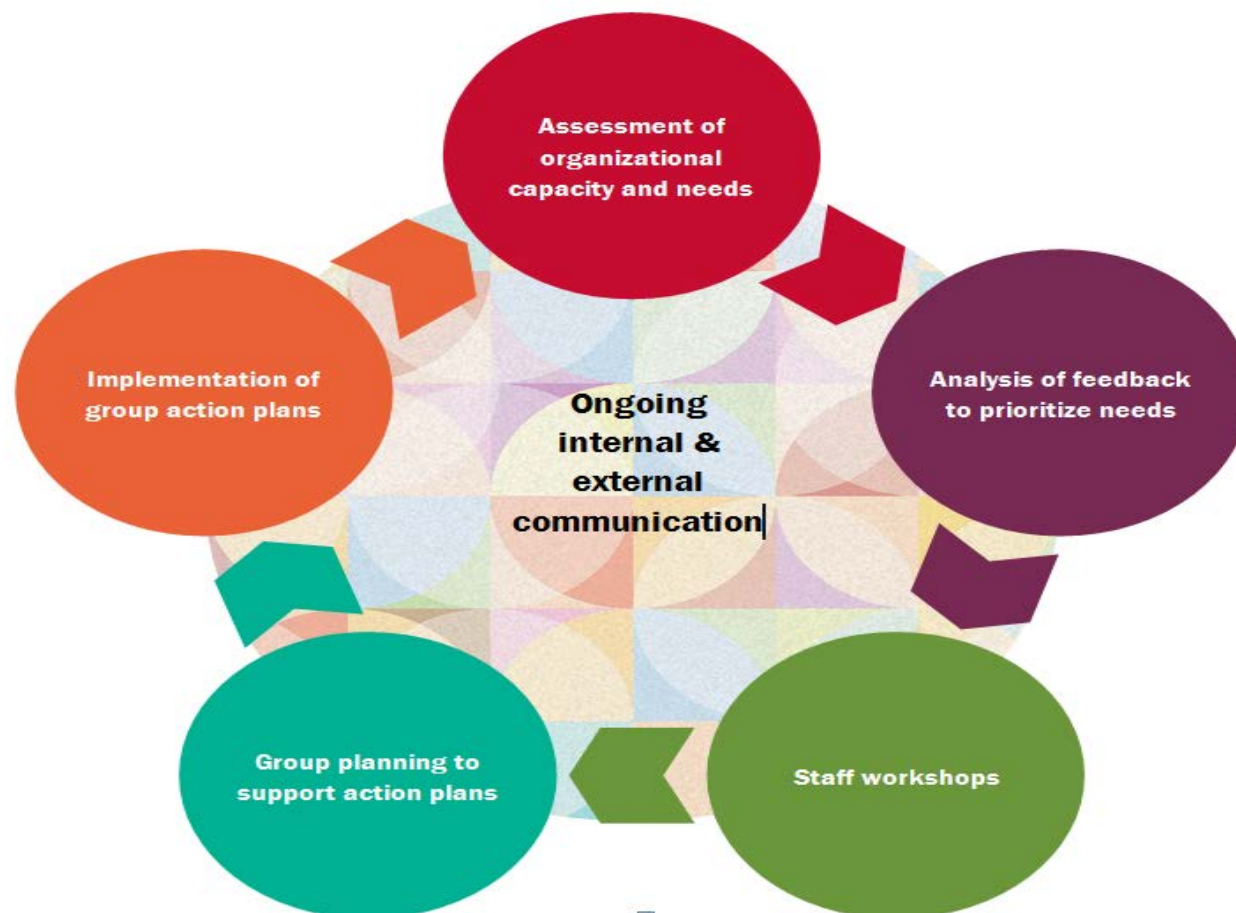 Assessment of
organizational
capacity and needs
Analysis of feedback
to prioritize needs
Staff workshops
Group planning to
support action plans
Implementation of
group action plans
Ongoing
internal &
external
communication